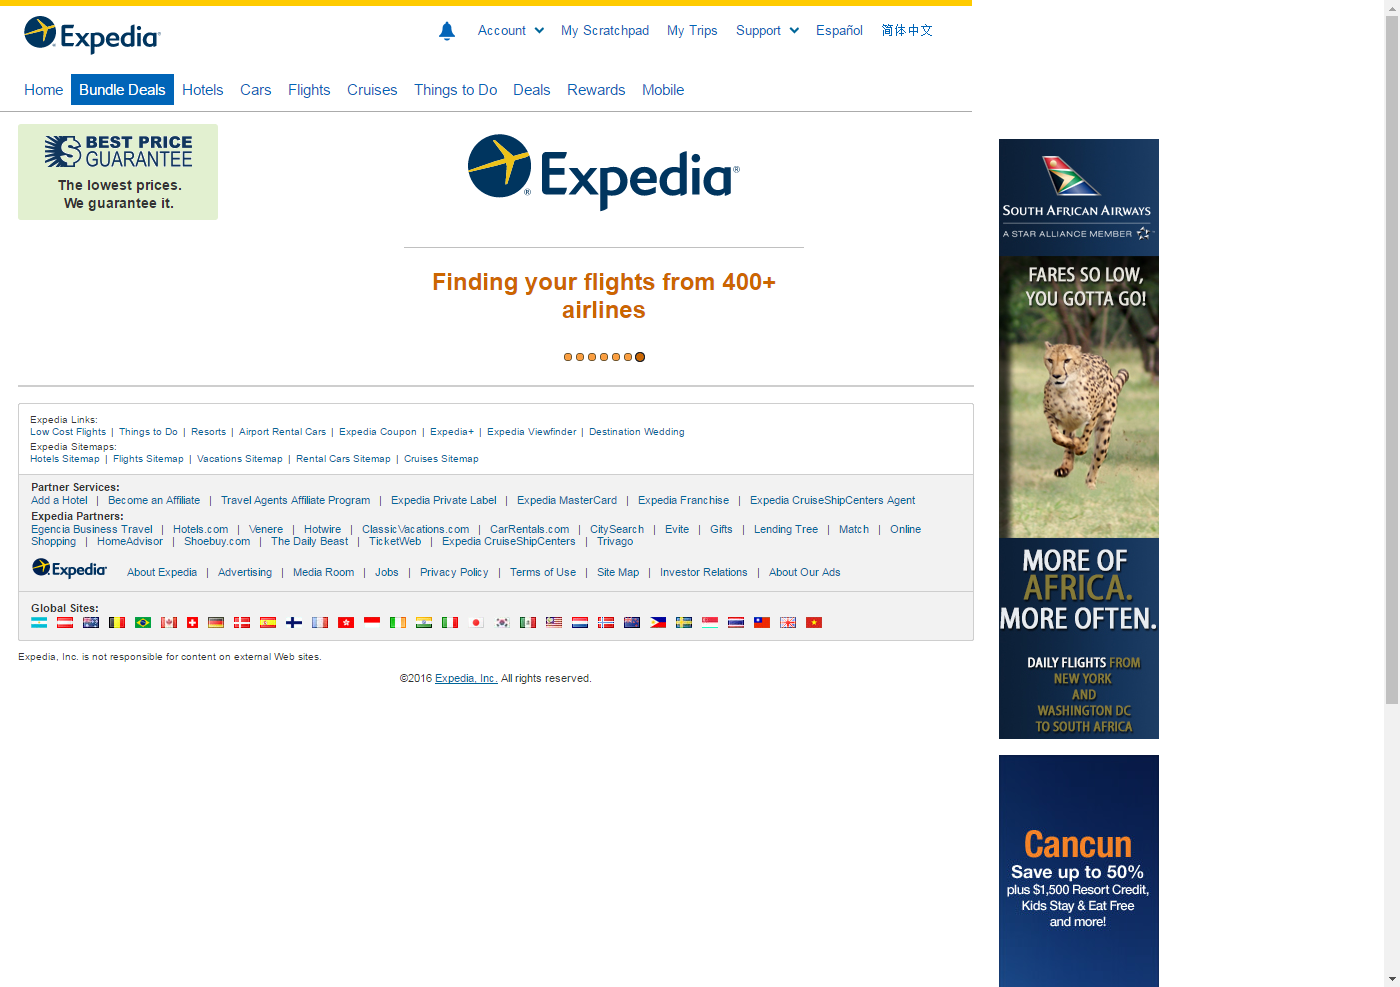 Expedia
Account My Scratchpad My Trips Support Español 简体中文
Home Bundle Deals Hotels Cars Flights Cruises Things to Do Deals Rewards Mobile
BEST PRICE
GUARANTEE
The lowest prices.
We guarantee it.
Expedia®
Finding your flights from 400+
airlines
Expedia Links:
Low Cost Flights | Things to Do | Resorts | Airport Rental Cars | Expedia Coupon | Expedia+ | Expedia Viewfinder | Destination Wedding
Expedia Sitemaps:
Hotels Sitemap | Flights Sitemap | Vacations Sitemap | Rental Cars Sitemap | Cruises Sitemap
Partner Services:
Add a Hotel | Become an Affiliate | Travel Agents Affiliate Program | Expedia Private Label | Expedia MasterCard | Expedia Franchise | Expedia CruiseShipCenters Agent
Expedia Partners:
Egencia Business Travel | Hotels.com | Venere | Hotwire | ClassicVacations.com | CarRentals.com | CitySearch | Evite | Gifts | Lending Tree | Match | Online
Shopping | HomeAdvisor | Shoebuy.com | The Daily Beast | TicketWeb | Expedia CruiseShipCenters | Trivago
Expedia About Expedia | Advertising | Media Room | Jobs | Privacy Policy | Terms of Use | Site Map | Investor Relations | About Our Ads
Global Sites:
Expedia, Inc. is not responsible for content on external Web sites.
©2016 Expedia, Inc. All rights reserved.
SOUTH AFRICAN AIRWAYS
A STAR ALLIANCE MEMBER
FARES SO LOW,
YOU GOTTA GO!
MORE OF
AFRICA.
MORE OFTEN.
DAILY FLIGHTS FROM
NEW YORK
AND
WASHINGTON DC
TO SOUTH AFRICA
Cancun
Save up to 50%
plus $1,500 Resort Credit,
Kids Stay & Eat Free
and more!